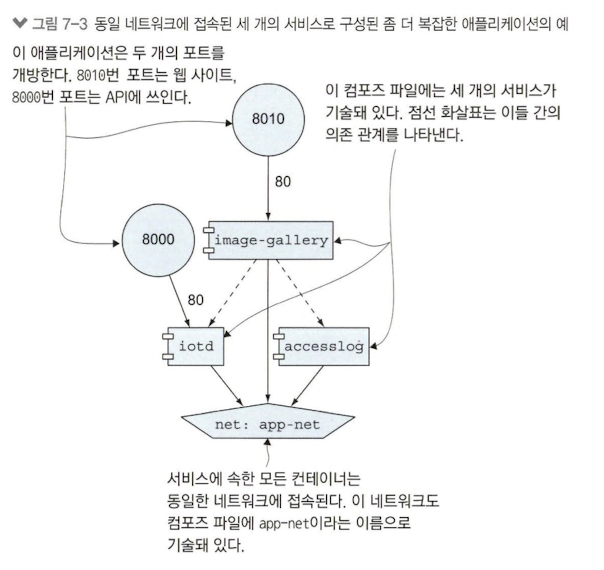 그림 7-3 동일 네트워크에 접속된 세 개의 서비스로 구성된 좀 더 복잡한 애플리케이션의 예
이 애플리케이션은 두 개의 포트를
개방한다. 8010번 포트는 웹 사이트,
8000번 포트는 API에 쓰인다.
이 컴포즈 파일에는 세 개의 서비스가
기술돼 있다. 점선 화살표는 이들 간의
의존 관계를 나타낸다.
8010
80
8000
image-gallery
80
iotd
accesslog
net: app-net
서비스에 속한 모든 컨테이너는
동일한 네트워크에 접속된다. 이 네트워크도
컴포즈 파일에 app-net이라는 이름으로
기술돼 있다.